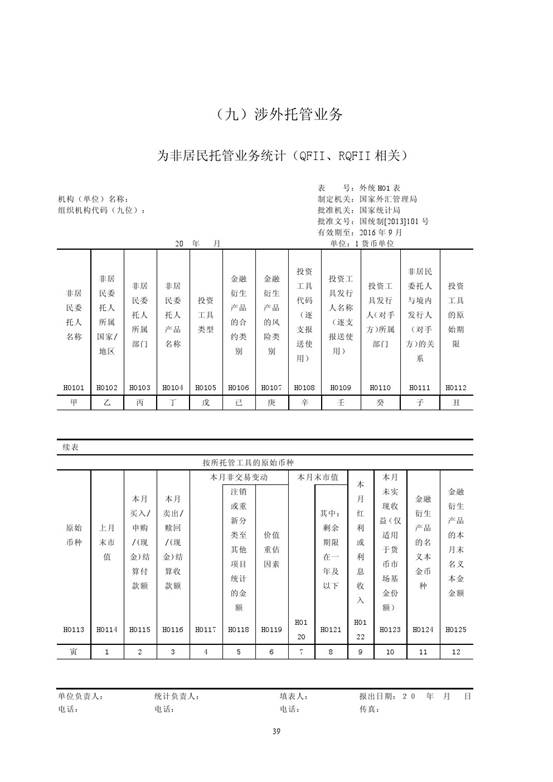 （九）涉外托管业务
为非居民托管业务统计（QFII、RQFII 相关）
表　　号：外统 H01 表
机构（单位）名称：
制定机关：国家外汇管理局
组织机构代码（九位）：
批准机关：国家统计局
批准文号：国统制[2013]101 号
有效期至：2016 年 9 月
20　年　月
单位：1 货币单位
非居
民委
托人
名称
非居
民委
托人
所属
国家/
地区
非居
民委
托人
所属
部门
非居
民委
托人
产品
名称
投资
工具
类型
金融
衍生
产品
的合
约类
别
金融
衍生
产品
的风
险类
别
投资
工具
代码
（逐
支报
送使
用）
投资工
具发行
人名称
（逐支
报送使
用）
投资工
具发行
人（对手
方）所属
部门
非居民
委托人
与境内
发行人
（对手
方）的关
系
投资
工具
的原
始期
限
H0101 H0102 H0103 H0104 H0105 H0106 H0107 H0108 H0109 H0110 H0111 H0112
甲 乙 丙 丁 戊 己 庚 辛 壬 癸 子 丑
续表
按所托管工具的原始币种
原始
币种
上月
末市
值
本月
买入/
申购
/（现
金）结
算付
款额
本月
卖出/
赎回
/（现
金）结
算收
款额
本月非交易变动
注销
或重
新分
类至
其他
项目
统计
的金
额
价值
重估
因素
本月末市值
其中：
剩余
期限
在一
年及
以下
本
月
红
利
或
利
息
收
入
本月
未实
现收
益（仅
适用
于货
币市
场基
金份
额）
金融
衍生
产品
的名
义本
金币
种
金融
衍生
产品
的本
月末
名义
本金
金额
H0113 H0114 H0115 H0116 H0117 H0118 H0119 H01
20 H0121 H01
22 H0123 H0124 H0125
寅 1 2 3 4 5 6 7 8 9 10 11 12
单位负责人： 统计负责人： 填表人： 报出日期：２０　年　月　日
电话： 电话： 电话： 传真：
39